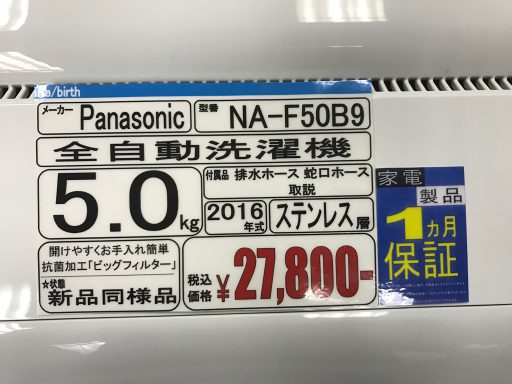 life/birth
メーカー Panasonic 型番 NA-F50B9
全自動洗濯機
5.0kg
付属品 排水ホース 蛇口ホース
取説
2016年式 ステンレス層
開けやすくお手入れ簡単
抗菌加工「ビッグフィルター」
☆状態
新品同様品
税込
価格 ¥27,800-
家電
製品
1ヵ月
保証